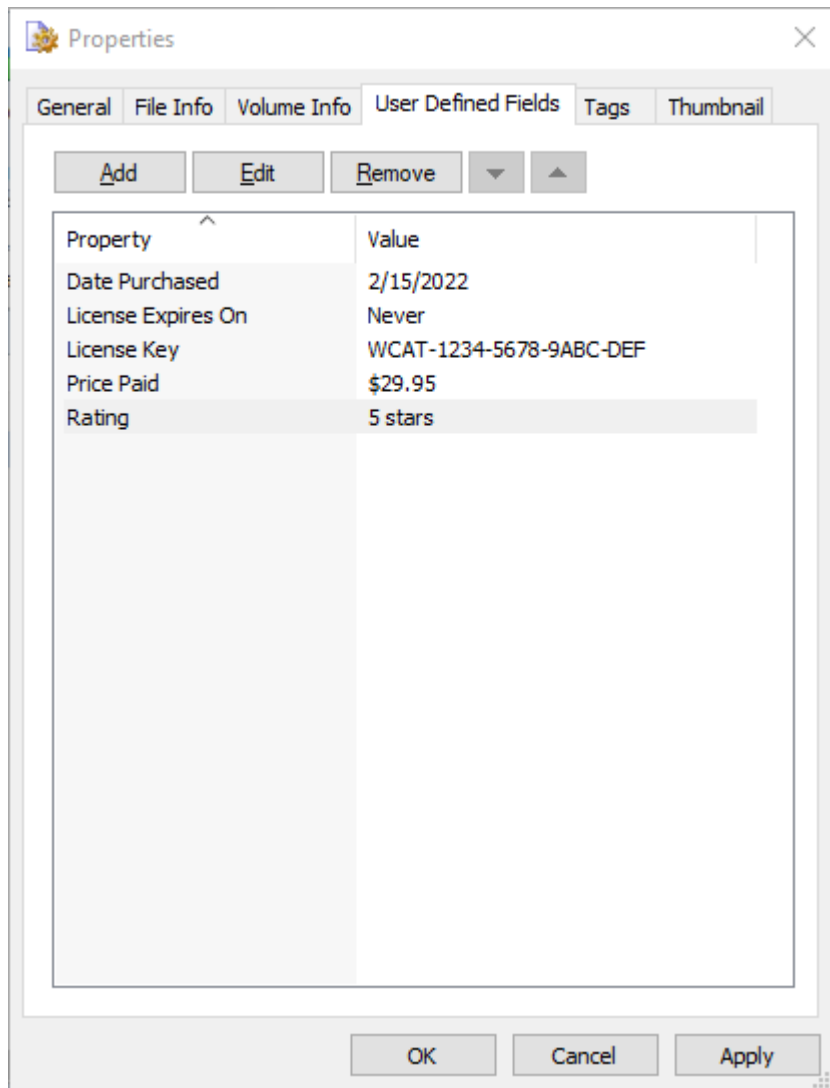 Properties
General File Info Volume Info User Defined Fields Tags Thumbnail
Add Edit Remove
Property Value
Date Purchased 2/15/2022
License Expires On Never
License Key WCAT-1234-5678-9ABC-DEF
Price Paid $29.95
Rating 5 stars
OK Cancel Apply